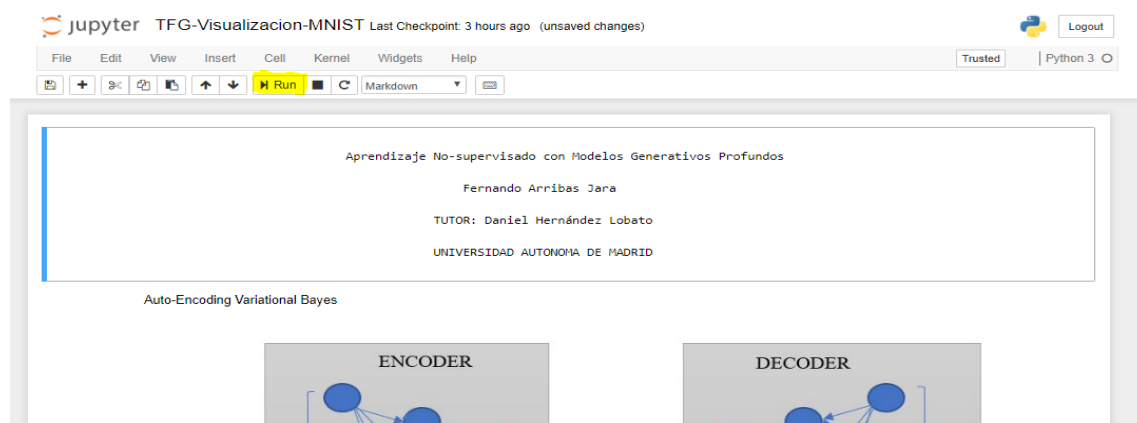 jupyter TFG-Visualizacion-MNIST Last Checkpoint: 3 hours ago (unsaved changes) Logout
File Edit View Insert Cell Kernel Widgets Help Trusted Python 3
Run Markdown
Aprendizaje No-supervisado con Modelos Generativos Profundos
Fernando Arribas Jara
TUTOR: Daniel Hernández Lobato
UNIVERSIDAD AUTONOMA DE MADRID
Auto-Encoding Variational Bayes
ENCODER DECODER